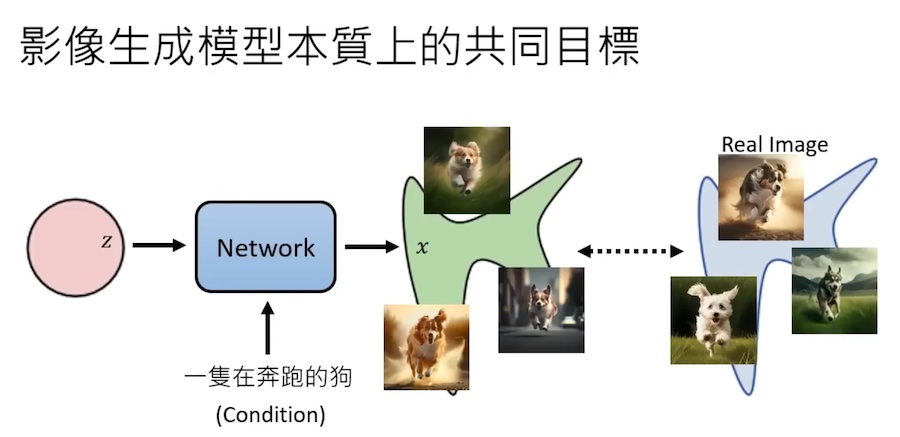 影像生成模型本質上的共同目標
Real Image
z
Network
x
一隻在奔跑的狗
(Condition)